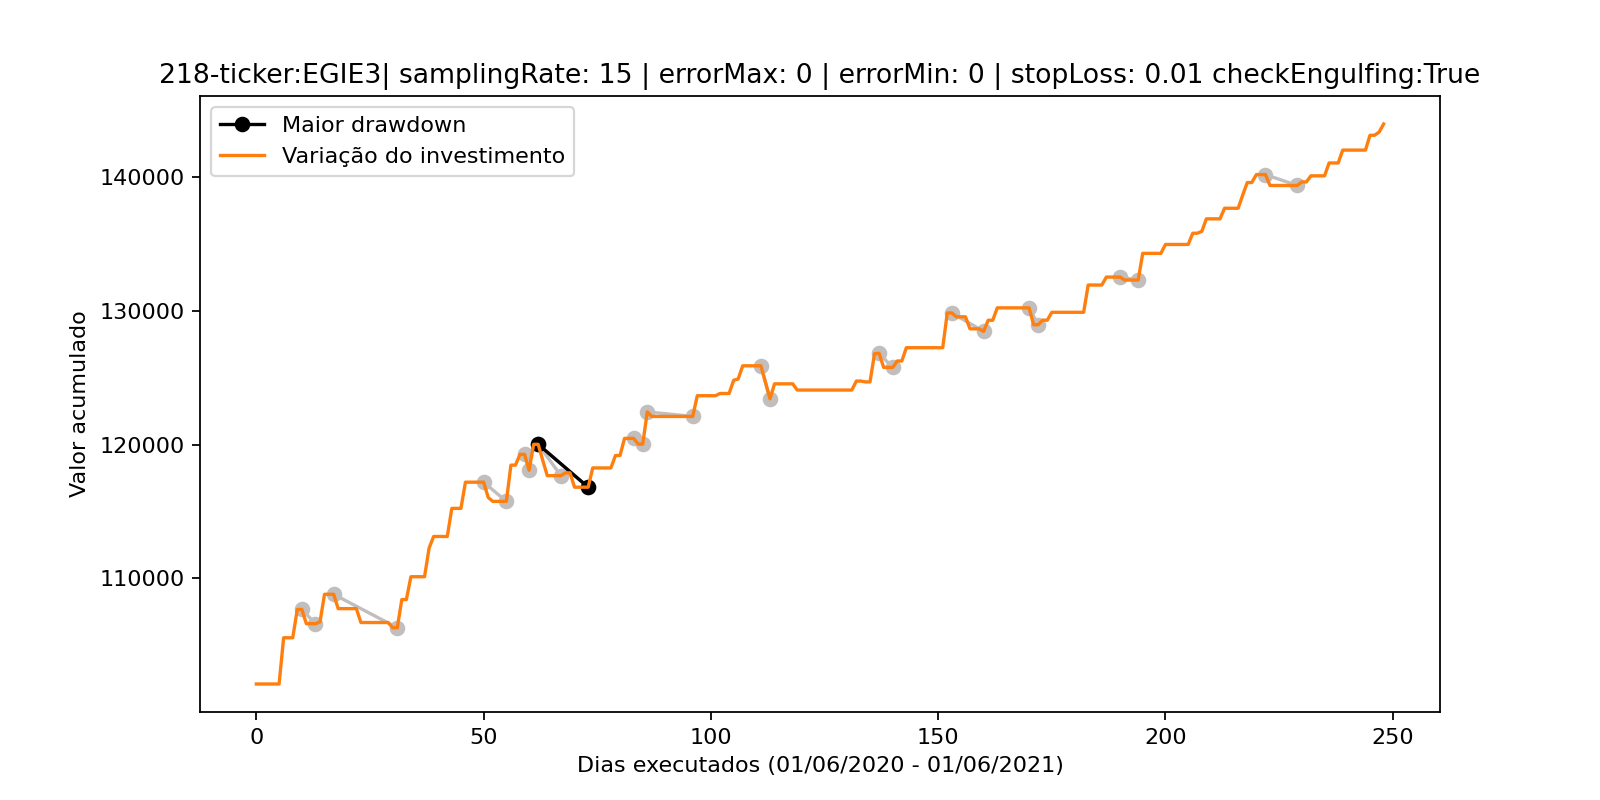 218-ticker:EGIE3| samplingRate: 15 | errorMax: 0 | errorMin: 0 | stopLoss: 0.01 checkEngulfing:True
Maior drawdown
Variação do investimento
140000
130000
120000
110000
Valor acumulado
0 50 100 150 200 250
Dias executados (01/06/2020 - 01/06/2021)